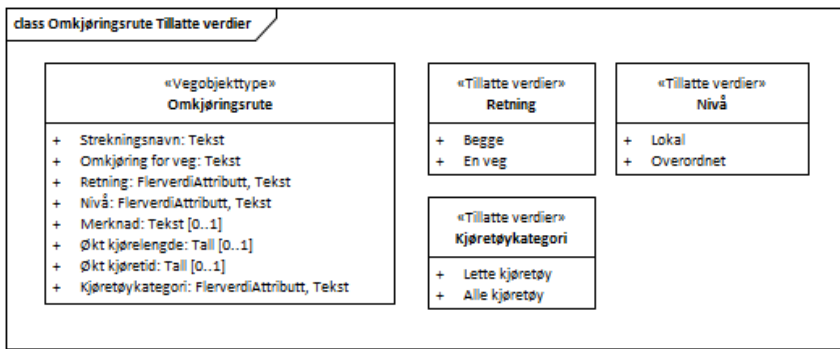 class Omkjøringsrute Tillatte verdier
«Vegobjekttype»
Omkjøringsrute
+ Strekningsnavn: Tekst
+ Omkjøring for veg: Tekst
+ Retning: FlerverdiAttributt, Tekst
+ Nivå: FlerverdiAttributt, Tekst
+ Merknad: Tekst [0..1]
+ Økt kjørelengde: Tall [0..1]
+ Økt kjøretid: Tall [0..1]
+ Kjøretøykategori: FlerverdiAttributt, Tekst
«Tillatte verdier»
Retning
+ Begge
+ En veg
«Tillatte verdier»
Nivå
+ Lokal
+ Overordnet
«Tillatte verdier»
Kjøretøykategori
+ Lette kjøretøy
+ Alle kjøretøy